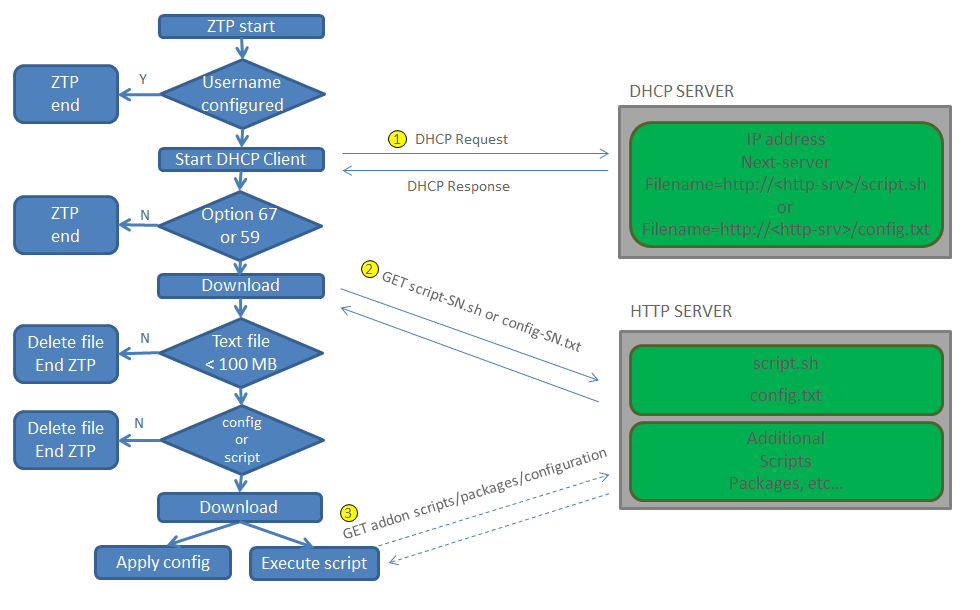 ZTP start
Username
configured
Y
ZTP
end
DHCP SERVER
1
DHCP Request
Start DHCP Client
DHCP Response
IP address
Next-server
Filename=http://<http-srv>/script.sh
or
Filename=http://<http-srv>/config.txt
Option 67
or 59
N
ZTP
end
2
GET script-SN.sh or config-SN.txt
Download
HTTP SERVER
Text file
< 100 MB
N
Delete file
End ZTP
script.sh
config.txt
config
or
script
N
Delete file
End ZTP
Additional
Scripts
Packages, etc...
3
GET addon scripts/packages/configuration
Download
Apply config
Execute script